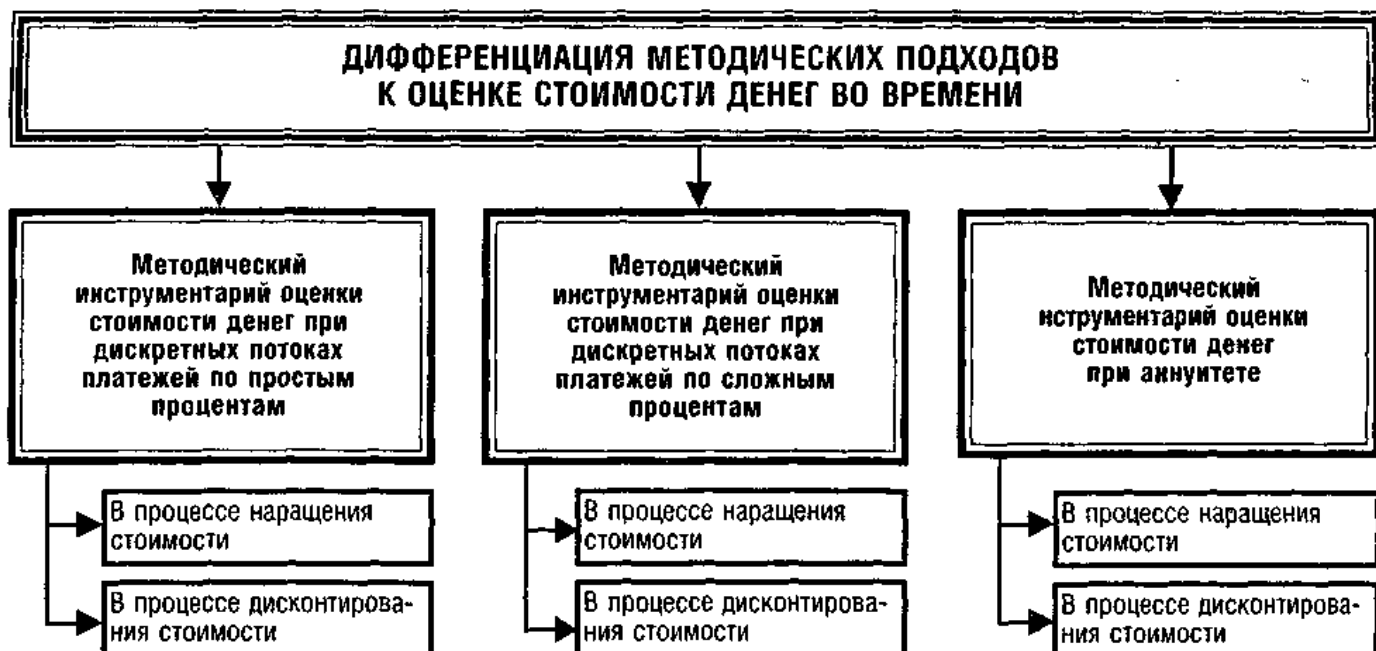 ДИФФЕРЕНЦИАЦИЯ МЕТОДИЧЕСКИХ ПОДХОДОВ
К ОЦЕНКЕ СТОИМОСТИ ДЕНЕГ ВО ВРЕМЕНИ
Методический
инструментарий оценки
стоимости денег при
дискретных потоках
платежей по простым
процентам
В процессе наращения
стоимости
В процессе дисконтирова-
ния стоимости
Методический
инструментарий оценки
стоимости денег при
дискретных потоках
платежей по сложным
процентам
В процессе наращения
стоимости
В процессе дисконтирова-
ния стоимости
Методический
нструментарий оценки
стоимости денег
при аннуитете
В процессе наращения
стоимости
В процессе дисконтирова-
ния стоимости